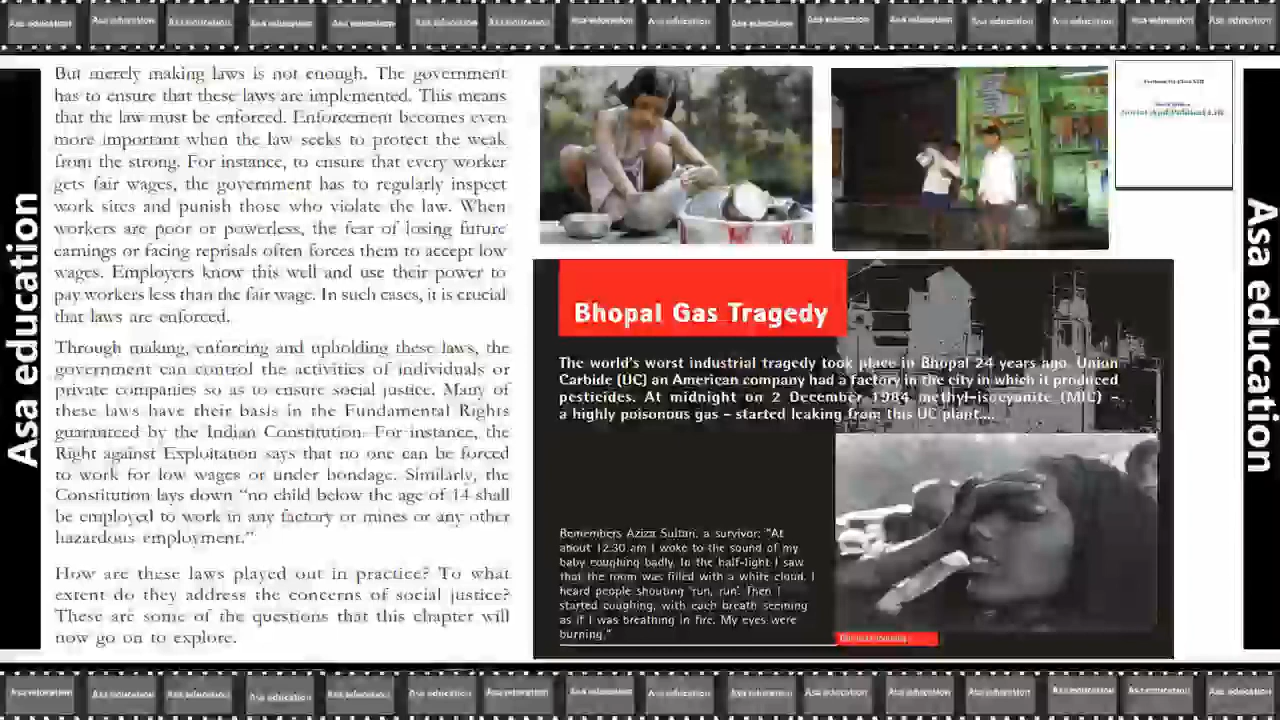 Asa education
But merely making laws is not enough. The government
has to ensure that these laws are implemented. This means
that the law must be enforced. Enforcement becomes even
more important when the law seeks to protect the weak
from the strong. For instance, to ensure that every worker
gets fair wages, the government has to regularly inspect
work sites and punish those who violate the law. When
workers are poor or powerless, the fear of losing future
earnings or facing reprisals often forces them to accept low
wages. Employers know this well and use their power to
pay workers less than the fair wage. In such cases, it is crucial
that laws are enforced.
Through making, enforcing and upholding these laws, the
government can control the activities of individuals or
private companies so as to ensure social justice. Many of
these laws have their basis in the Fundamental Rights
guaranteed by the Indian Constitution. For instance, the
Right against Exploitation says that no one can be forced
to work for low wages or under bondage. Similarly, the
Constitution lays down “no child below the age of 14 shall
be employed to work in any factory or mines or any other
hazardous employment.”
How are these laws played out in practice? To what
extent do they address the concerns of social justice?
These are some of the questions that this chapter will
now go on to explore.
Social And Political Life
Bhopal Gas Tragedy
The world's worst industrial tragedy took place in Bhopal 24 years ago. Union
Carbide (UC) an American company had a factory in the city in which it produced
pesticides. At midnight on 2 December 1984 methyl-isocyanite (MIC) -
a highly poisonous gas - started leaking from this UC plant....
Remembers Aziza Sultan, a survivor: "At
about 12.30 am I woke to the sound of my
baby coughing badly. In the half-light I saw
that the room was filled with a white cloud. I
heard people shouting 'run, run'. Then I
started coughing, with each breath seeming
as if I was breathing in fire. My eyes were
burning."
Asa education